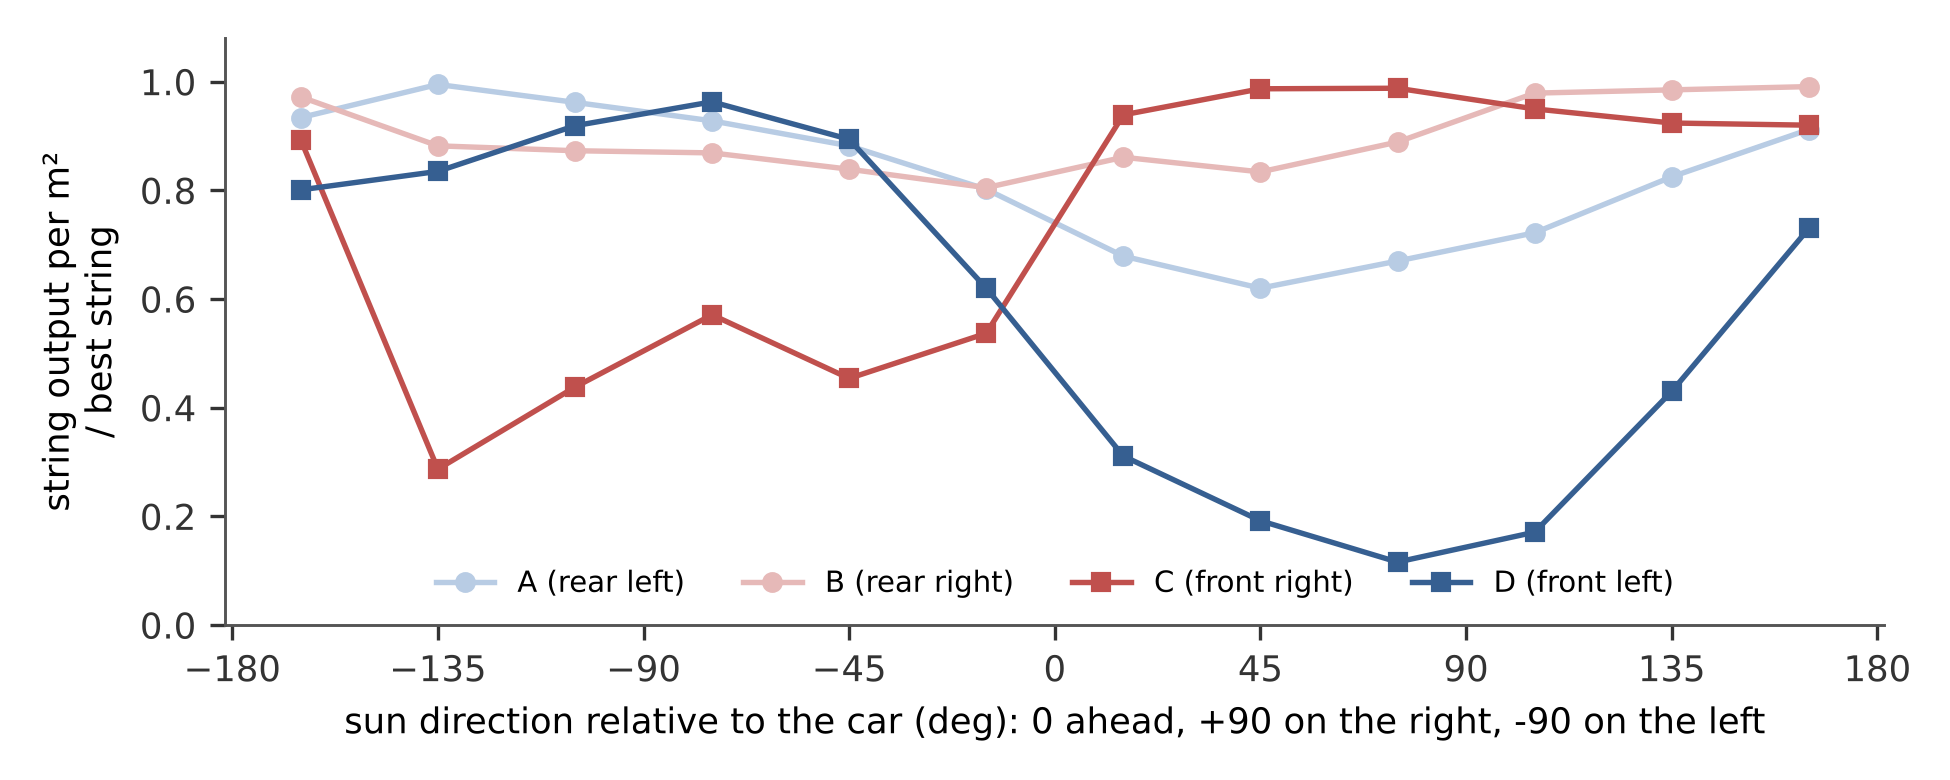 string output per m²
/ best string
1.0
0.8
0.6
0.4
0.2
0.0
A (rear left) B (rear right) C (front right) D (front left)
−180 −135 −90 −45 0 45 90 135 180
sun direction relative to the car (deg): 0 ahead, +90 on the right, -90 on the left